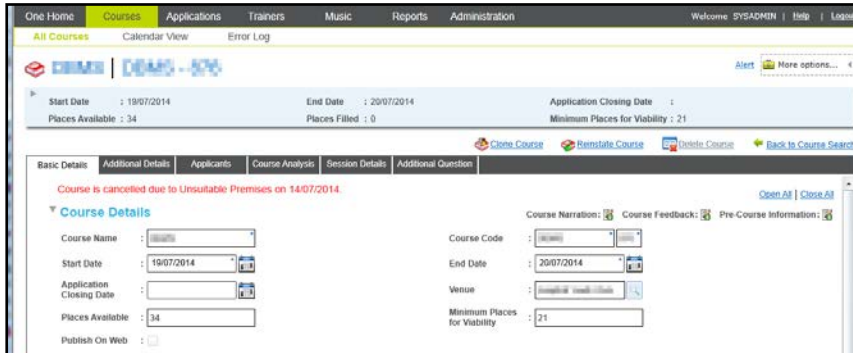 One Home Courses Applications Trainers Music Reports Administration Welcome SYSADMIN | Help | Logout
All Courses Calendar View Error Log
Alert More options...
Start Date : 19/07/2014 End Date : 20/07/2014 Application Closing Date :
Places Available : 34 Places Filled : 0 Minimum Places for Viability : 21
Clone Course Reinstate Course Delete Course Back to Course Search
Basic Details Additional Details Applicants Course Analysis Session Details Additional Question
Course is cancelled due to Unsuitable Premises on 14/07/2014.
Open All | Close All
Course Details Course Narration: Course Feedback: Pre-Course Information:
Course Name : Course Code :
Start Date : 19/07/2014 End Date : 20/07/2014
Application Closing Date : Venue :
Places Available : 34 Minimum Places for Viability : 21
Publish On Web :